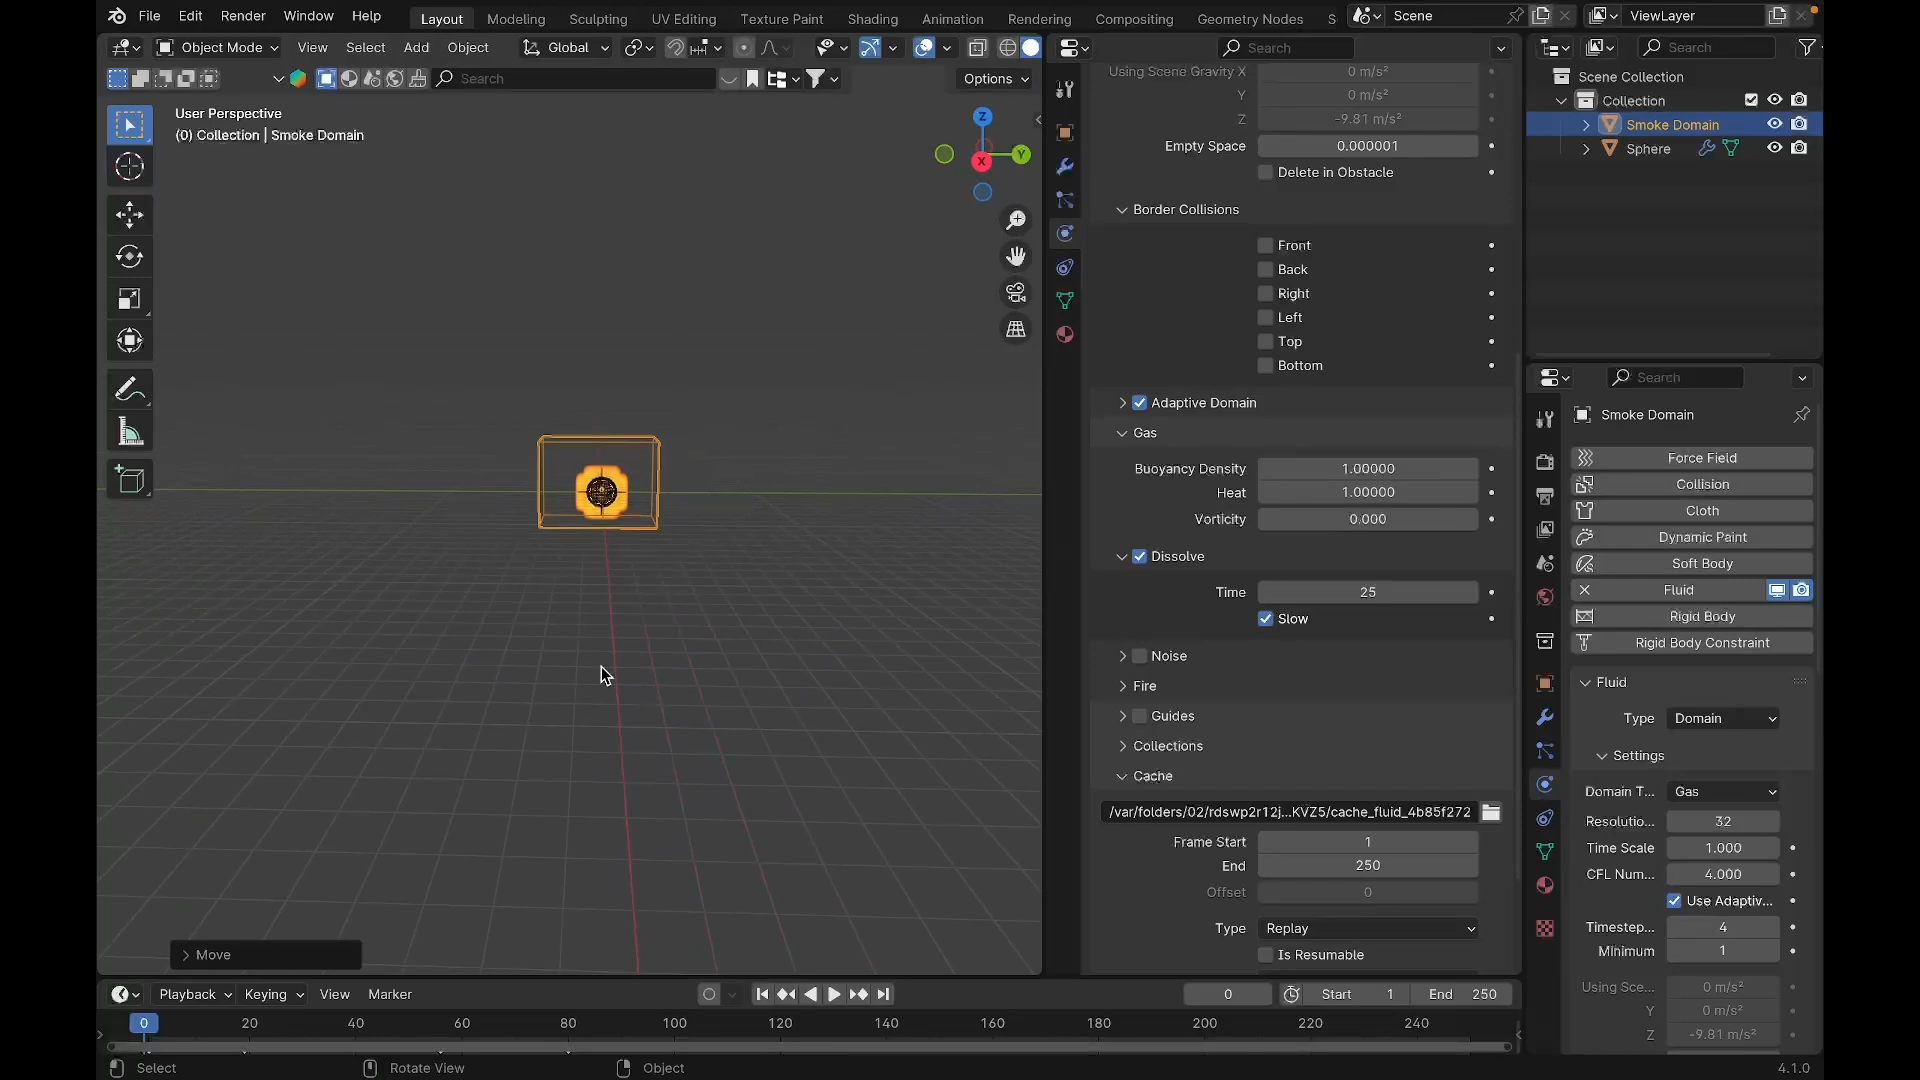 File Edit Render Window Help Layout Modeling Sculpting UV Editing Texture Paint Shading Animation Rendering Compositing Geometry Nodes S Scene ViewLayer
Object Mode View Select Add Object Global
Search
Search
Search Options
User Perspective
(0) Collection | Smoke Domain
Z
Y
X
Move
Using Scene Gravity X 0 m/s²
Y 0 m/s²
Z -9.81 m/s²
Empty Space 0.000001
Delete in Obstacle
Border Collisions
Front
Back
Right
Left
Top
Bottom
Adaptive Domain
Gas
Buoyancy Density 1.00000
Heat 1.00000
Vorticity 0.000
Dissolve
Time 25
Slow
Noise
Fire
Guides
Collections
Cache
/var/folders/02/rdswp2r12j...KVZ5/cache_fluid_4b85f272
Frame Start 1
End 250
Offset 0
Type Replay
Is Resumable
Scene Collection
Collection
Smoke Domain
Sphere
Search
Smoke Domain
Force Field
Collision
Cloth
Dynamic Paint
Soft Body
Fluid
Rigid Body
Rigid Body Constraint
Fluid
Type Domain
Settings
Domain T... Gas
Resolutio... 32
Time Scale 1.000
CFL Num... 4.000
Use Adaptiv...
Timestep... 4
Minimum 1
Using Sce... 0 m/s²
Y 0 m/s²
Z -9.81 m/s²
Playback Keying View Marker 0 Start 1 End 250
0 20 40 60 80 100 120 140 160 180 200 220 240
Select Rotate View Object 4.1.0